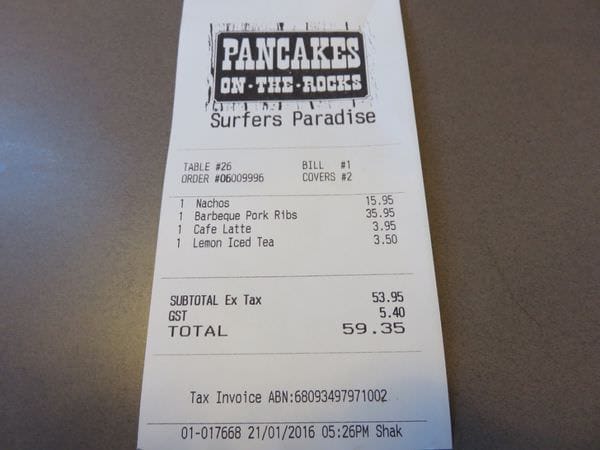 PANCAKES
ON·THE·ROCKS
Surfers Paradise
TABLE #26 BILL #1
ORDER #06009996 COVERS #2
1 Nachos 15.95
1 Barbeque Pork Ribs 35.95
1 Cafe Latte 3.95
1 Lemon Iced Tea 3.50
SUBTOTAL Ex Tax 53.95
GST 5.40
TOTAL 59.35
Tax Invoice ABN:68093497971002
01-017668 21/01/2016 05:26PM Shak